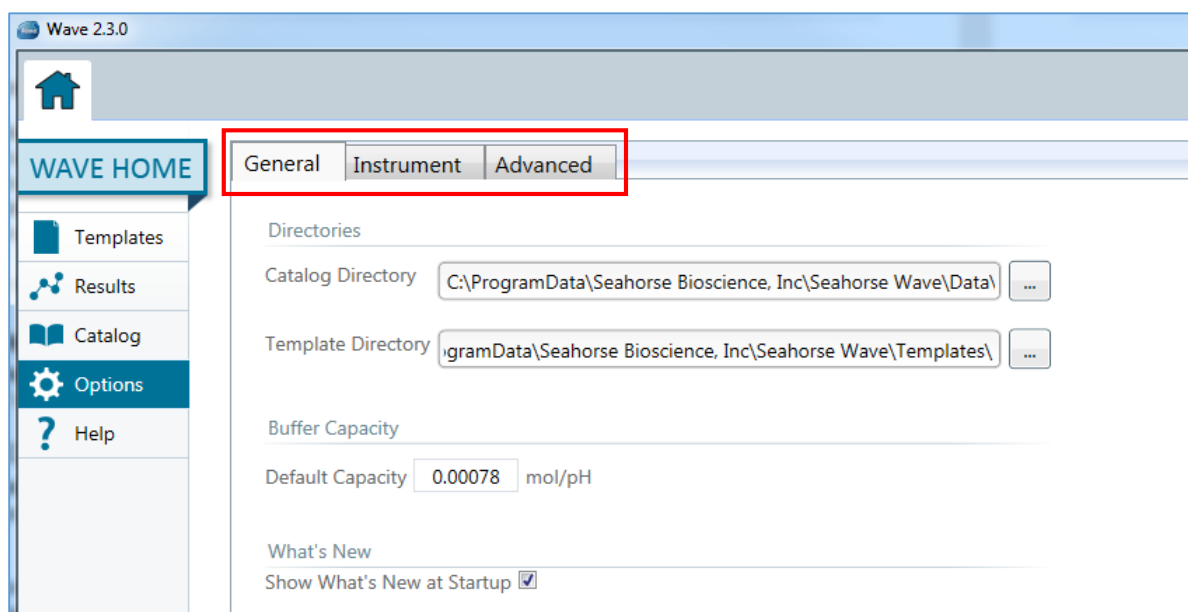 Wave 2.3.0
WAVE HOME
General Instrument Advanced
Templates
Results
Catalog
Options
Help
Directories
Catalog Directory C:\ProgramData\Seahorse Bioscience, Inc\Seahorse Wave\Data\ ...
Template Directory ogramData\Seahorse Bioscience, Inc\Seahorse Wave\Templates\ ...
Buffer Capacity
Default Capacity 0.00078 mol/pH
What's New
Show What's New at Startup